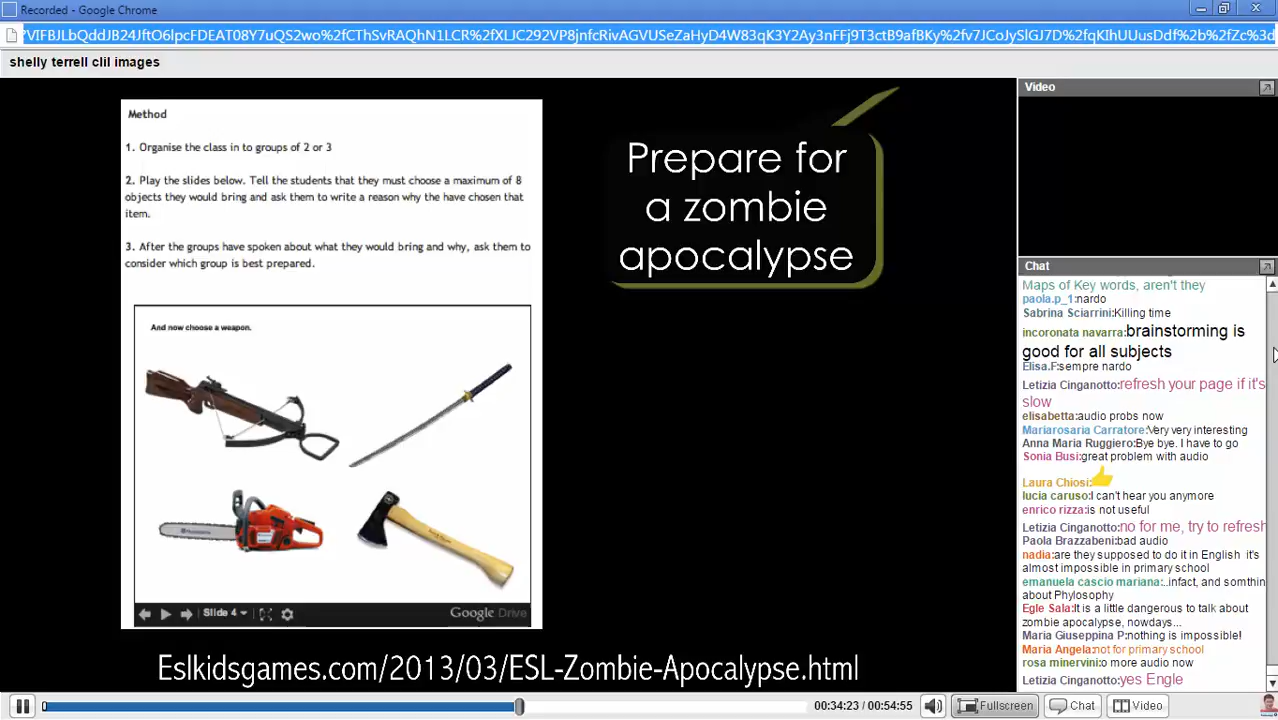 Recorded - Google Chrome
shelly terrell clil images
Method
1. Organise the class in to groups of 2 or 3
2. Play the slides below. Tell the students that they must choose a maximum of 8
objects they would bring and ask them to write a reason why the have chosen that
item.
3. After the groups have spoken about what they would bring and why, ask them to
consider which group is best prepared.
And now choose a weapon.
Slide 4
Google Drive
Prepare for
a zombie
apocalypse
Eslkidsgames.com/2013/03/ESL-Zombie-Apocalypse.html
Video
Chat
Maps of Key words, aren't they
paola.p_1:nardo
Sabrina Sciarrini:Killing time
incoronata navarra:brainstorming is
good for all subjects
Elisa.F:sempre nardo
Letizia Cinganotto:refresh your page if it's
slow
elisabetta:audio probs now
Mariarosaria Carratore:Very very interesting
Anna Maria Ruggiero:Bye bye. I have to go
Sonia Busi:great problem with audio
Laura Chiosi:
lucia caruso:I can't hear you anymore
enrico rizza:is not useful
Letizia Cinganotto:no for me, try to refresh
Paola Brazzabeni:bad audio
nadia:are they supposed to do it in English it's
almost impossible in primary school
emanuela cascio mariana:..infact, and somthin
about Phylosophy
Egle Sala:It is a little dangerous to talk about
zombie apocalypse, nowdays...
Maria Giuseppina P:nothing is impossible!
Maria Angela:not for primary school
rosa minervini:o more audio now
Letizia Cinganotto:yes Engle
00:34:23 / 00:54:55
Fullscreen
Chat
Video